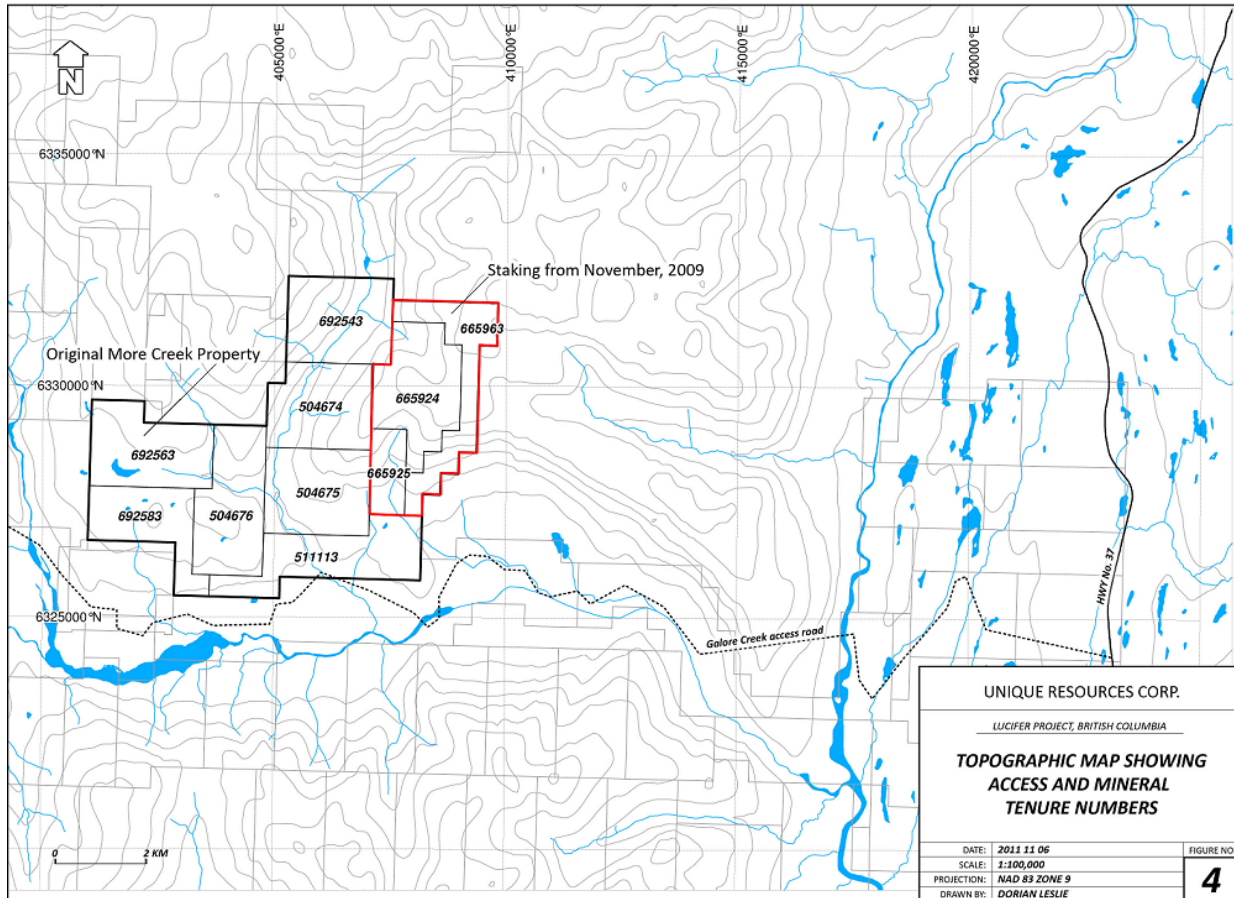 N
405000°E
410000°E
415000°E
420000°E
6335000°N
Staking from November, 2009
692543
665963
Original More Creek Property
6330000°N
504674
665924
692563
665925
504675
692583
504676
511113
6325000°N
HWY No. 37
Galore Creek access road
0 2 KM
UNIQUE RESOURCES CORP.
LUCIFER PROJECT, BRITISH COLUMBIA
TOPOGRAPHIC MAP SHOWING
ACCESS AND MINERAL
TENURE NUMBERS
DATE: 2011 11 06
FIGURE NO
SCALE: 1:100,000
PROJECTION: NAD 83 ZONE 9
4
DRAWN BY: DORIAN LESLIE